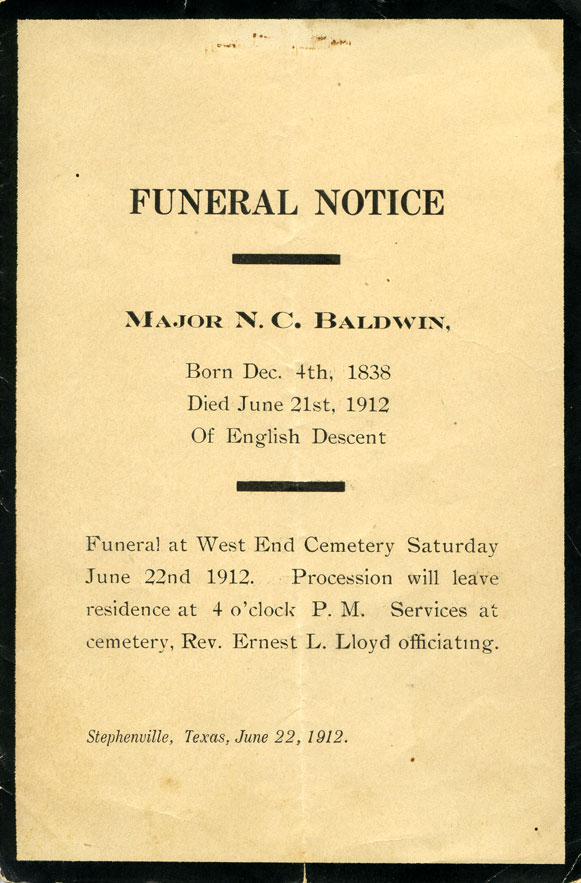 FUNERAL NOTICE
MAJOR N. C. BALDWIN,
Born Dec. 4th, 1838
Died June 21st, 1912
Of English Descent
Funeral at West End Cemetery Saturday
June 22nd 1912. Procession will leave
residence at 4 o'clock P. M. Services at
cemetery, Rev. Ernest L. Lloyd officiating.
Stephenville, Texas, June 22, 1912.